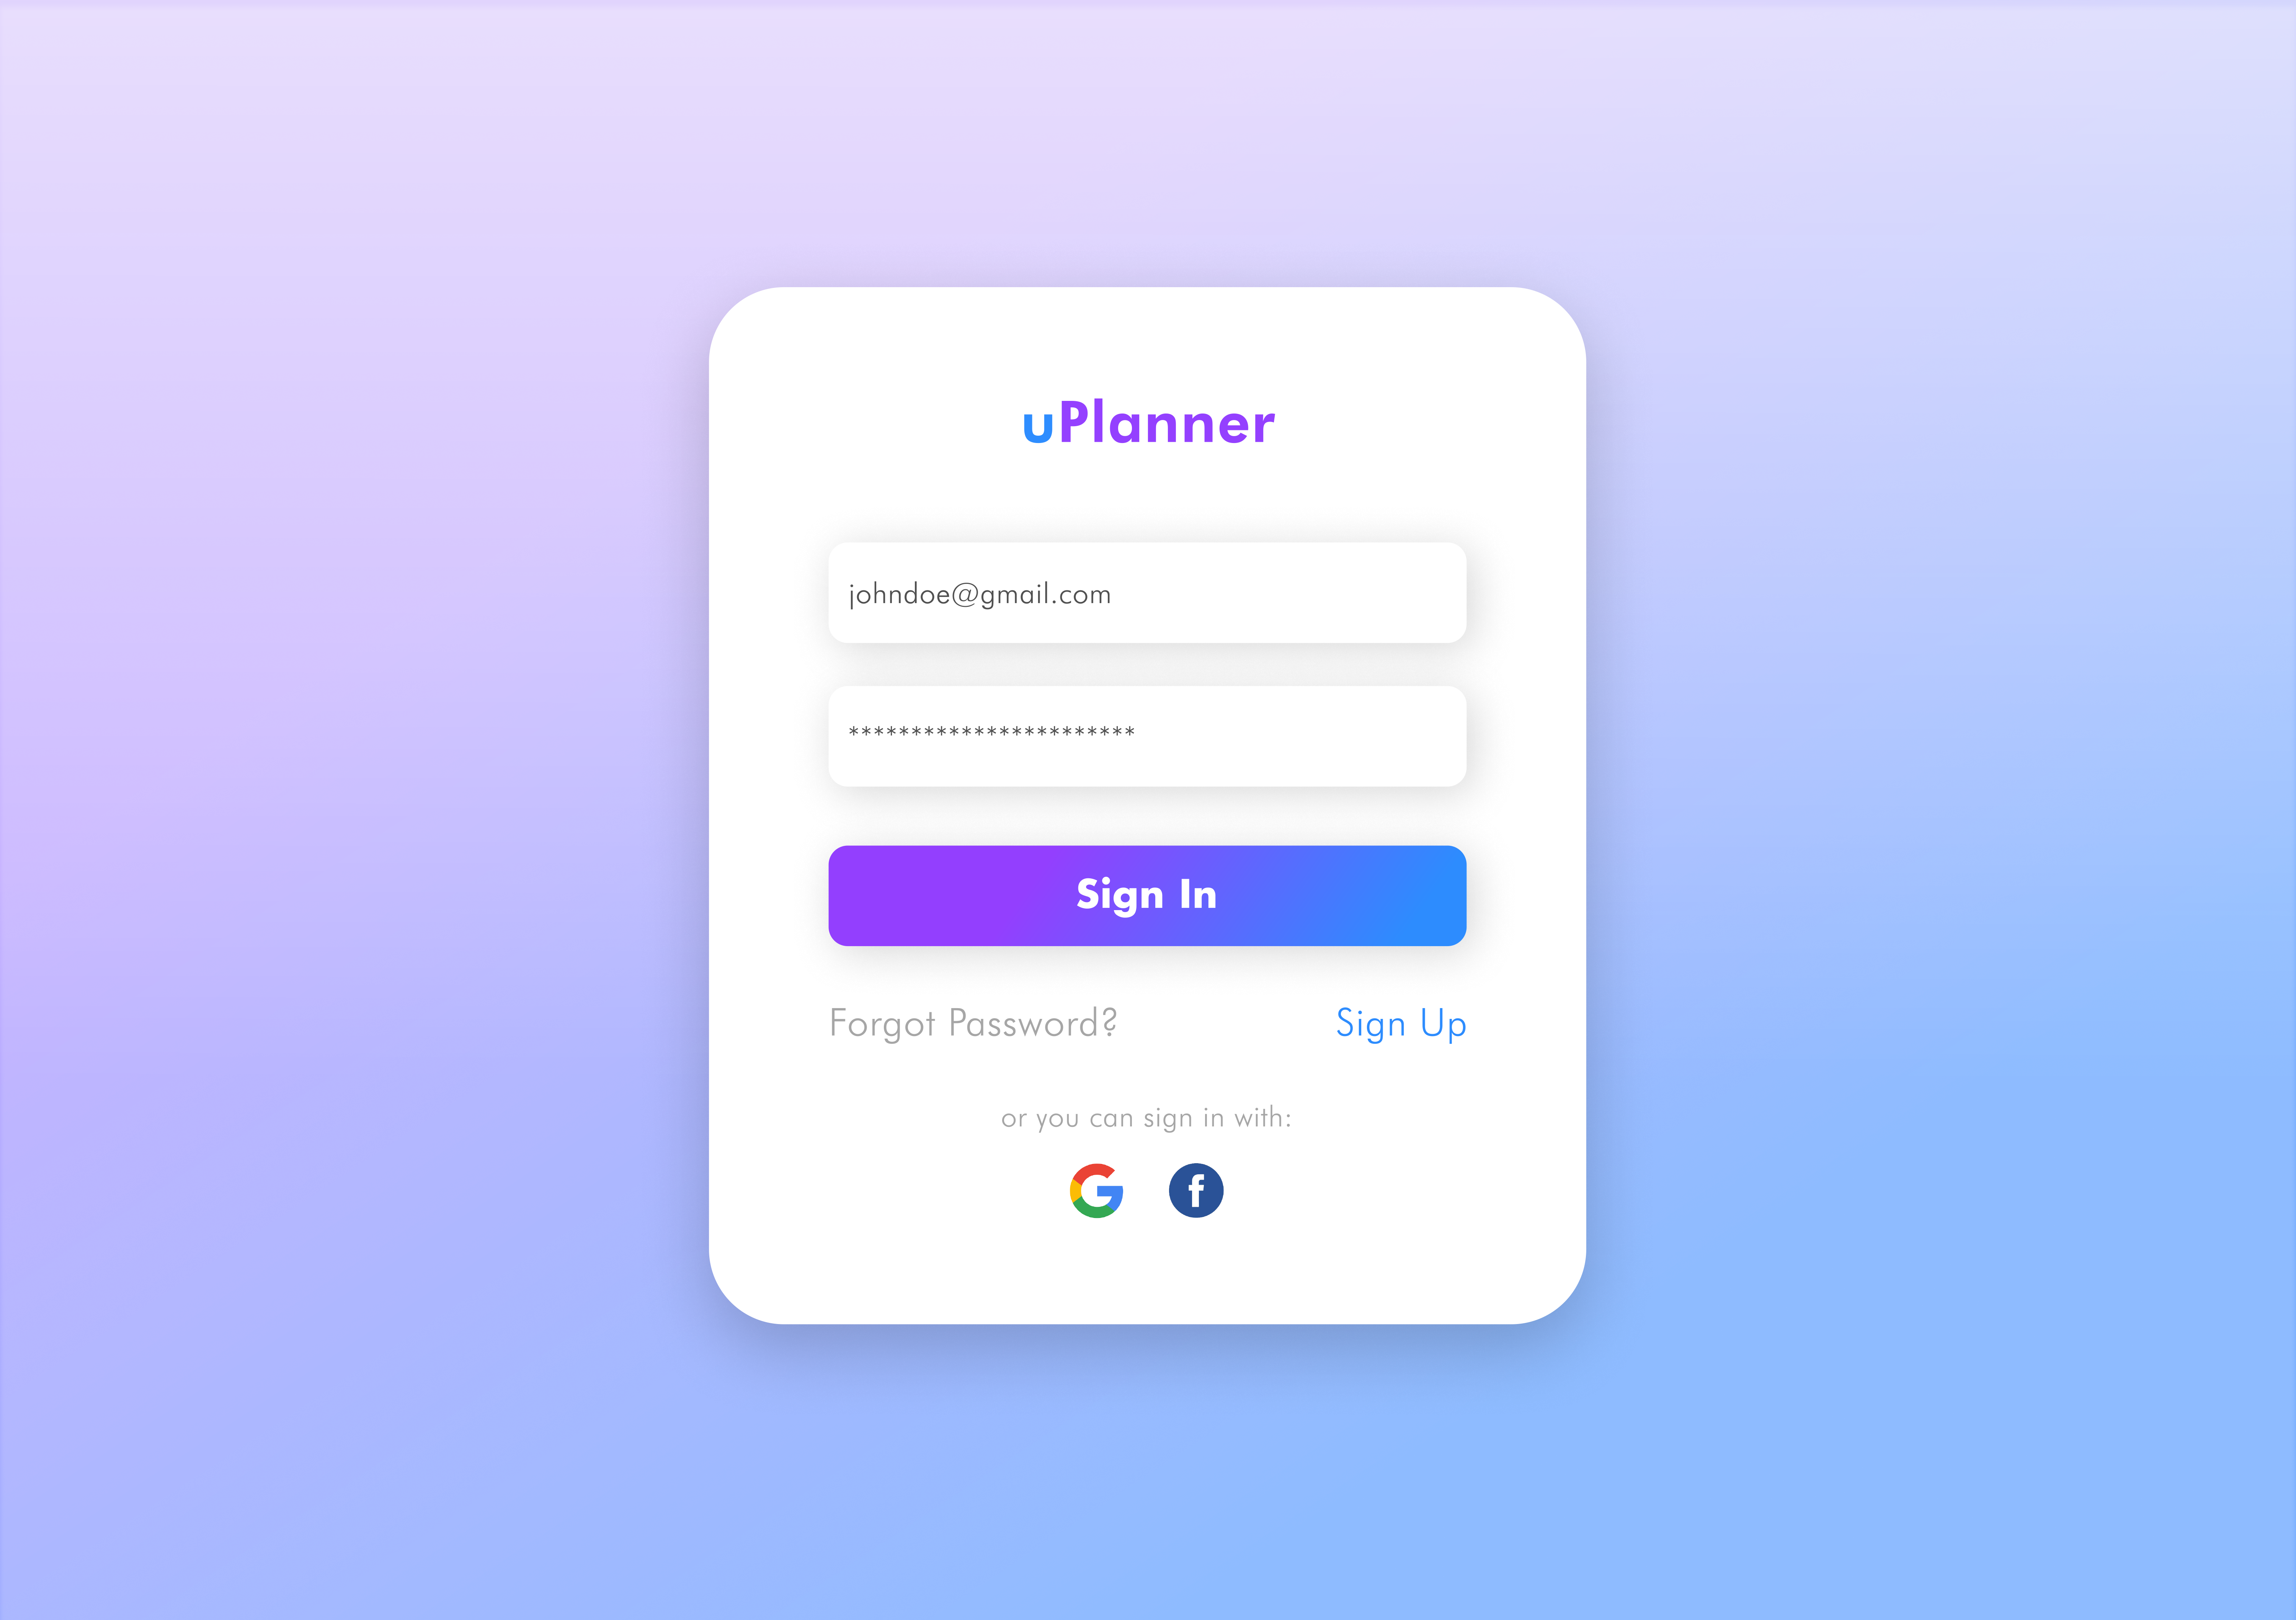 uPlanner
johndoe@gmail.com
***********************
Sign In
Forgot Password?
Sign Up
or you can sign in with:
G f